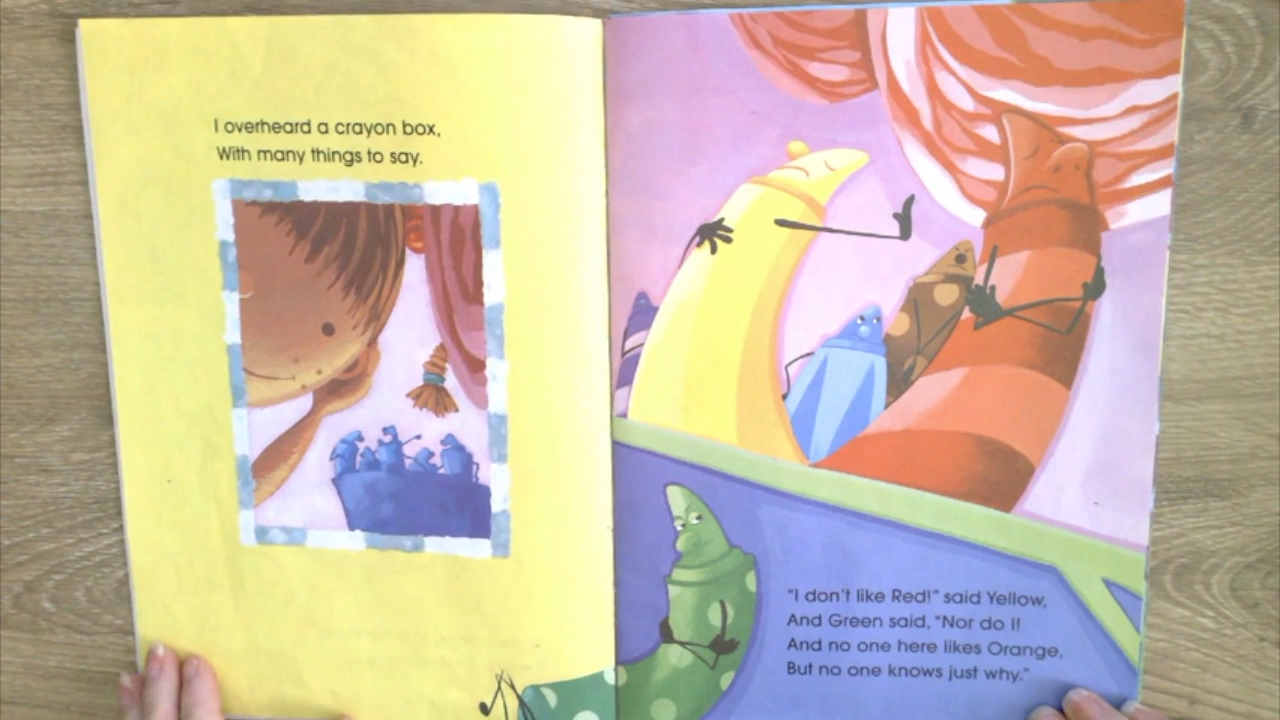 I overheard a crayon box,
With many things to say.
"I don't like Red!" said Yellow,
And Green said, "Nor do I!
And no one here likes Orange,
But no one knows just why."